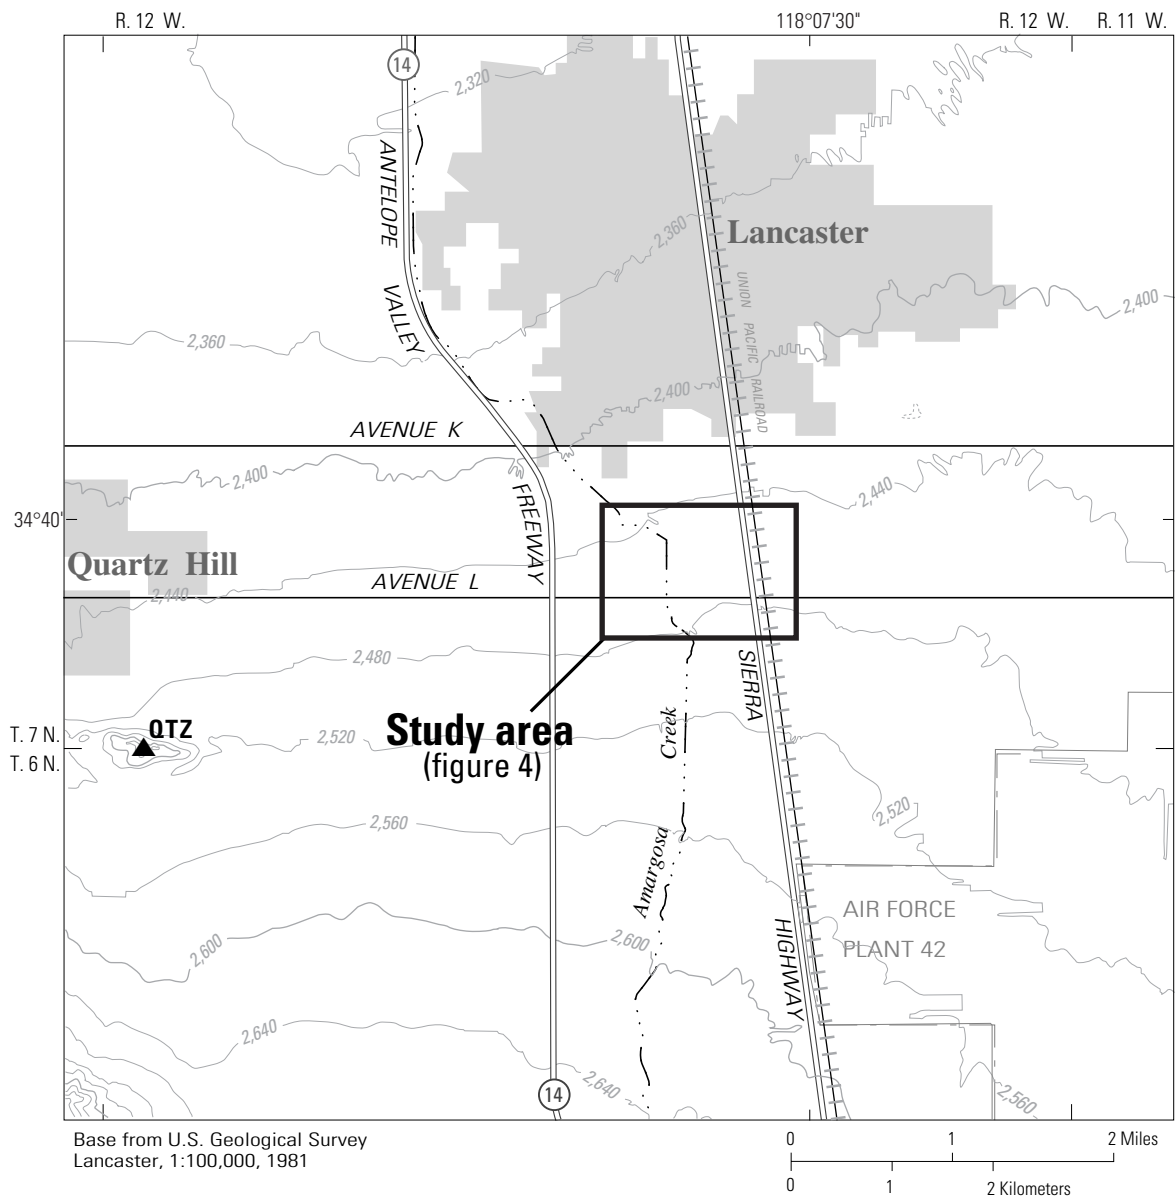 R. 12 W.
118°07'30"
R. 12 W.
R. 11 W.
14
2,320
ANTELOPE
VALLEY
FREEWAY
2,360
Lancaster
UNION PACIFIC RAILROAD
2,400
2,360
2,400
AVENUE K
2,400
2,440
34°40'
Quartz Hill
AVENUE L
2,440
2,480
SIERRA
HIGHWAY
QTZ
T. 7 N.
T. 6 N.
2,520
Study area
(figure 4)
Creek
Amargosa
2,560
2,520
AIR FORCE
PLANT 42
2,600
2,600
2,640
2,640
2,560
14
Base from U.S. Geological Survey
Lancaster, 1:100,000, 1981
0 1 2 Miles
0 1 2 Kilometers